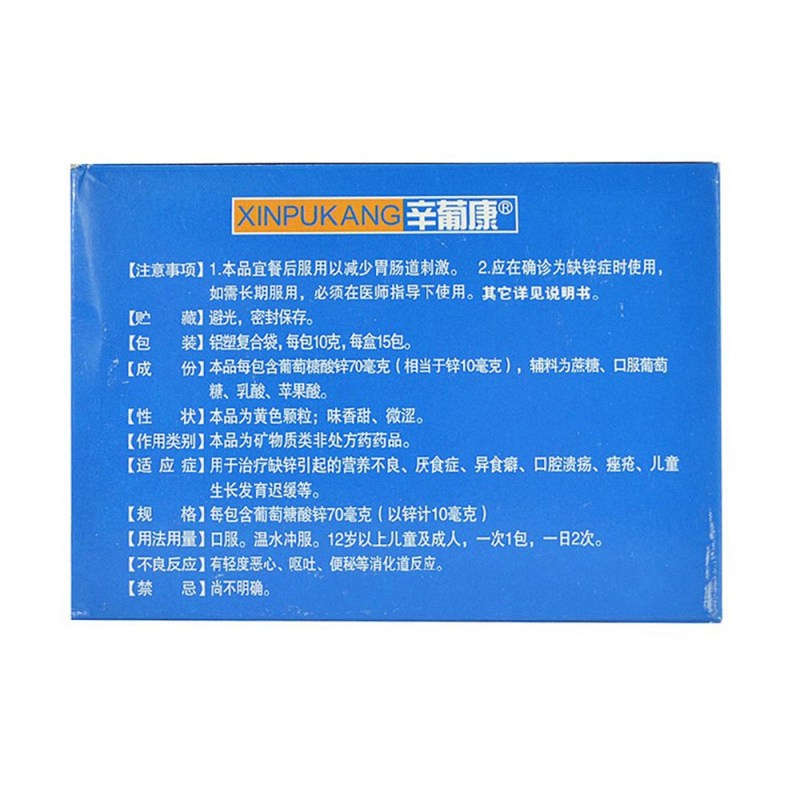 XINPUKANG辛葡康®
【注意事项】1.本品宜餐后服用以减少胃肠道刺激。 2.应在确诊为缺锌症时使用,
如需长期服用，必须在医师指导下使用。其它详见说明书。
【贮 藏】避光，密封保存。
【包 装】铝塑复合袋，每包10克，每盒15包。
【成 份】本品每包含葡萄糖酸锌70毫克（相当于锌10毫克），辅料为蔗糖、口服葡萄
糖、乳酸、苹果酸。
【性 状】本品为黄色颗粒；味香甜、微涩。
【作用类别】本品为矿物质类非处方药药品。
【适 应 症】用于治疗缺锌引起的营养不良、厌食症、异食癖、口腔溃疡、痤疮、儿童
生长发育迟缓等。
【规 格】每包含葡萄糖酸锌70毫克（以锌计10毫克）
【用法用量】口服。温水冲服。12岁以上儿童及成人，一次1包，一日2次。
【不良反应】有轻度恶心、呕吐、便秘等消化道反应。
【禁 忌】尚不明确。